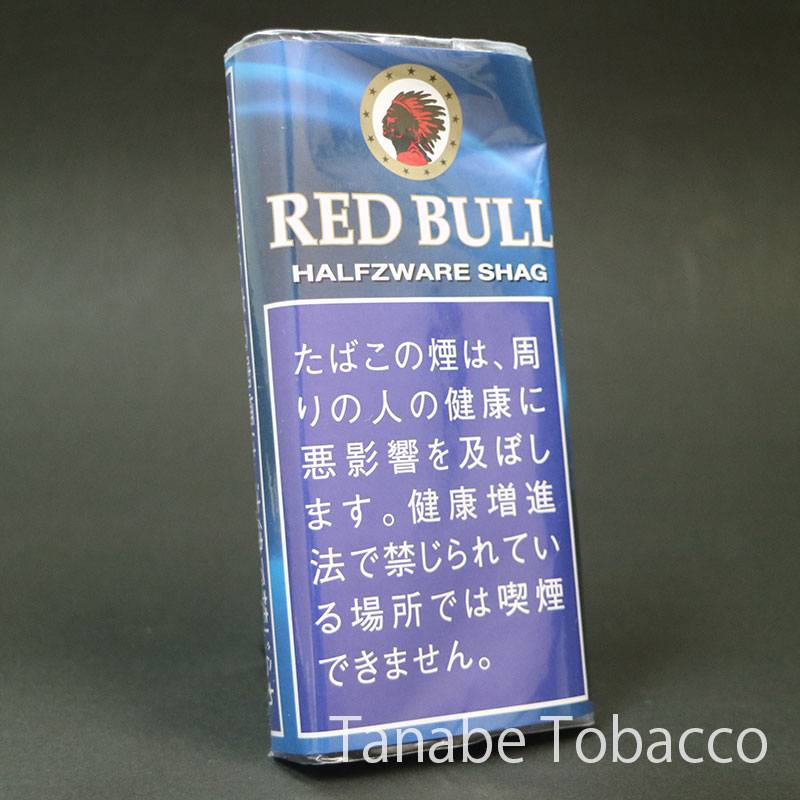 RED BULL
HALFZWARE SHAG
たばこの煙は、周
りの人の健康に
悪影響を及ぼし
ます。健康増進
法で禁じられてい
る場所では喫煙
できません。
Tanabe Tobacco